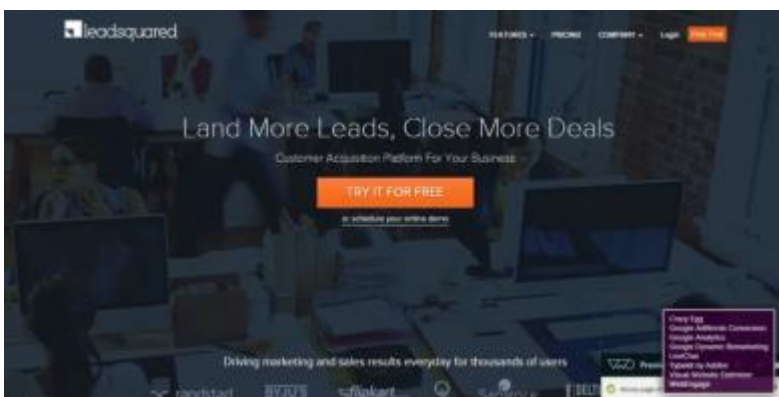 leadsquared
FEATURES PRICING COMPANY Login Free Trial
Land More Leads, Close More Deals
Customer Acquisition Platform For Your Business
TRY IT FOR FREE
or schedule your online demo
Crazy Egg
Google AdWords Conversion
Google Analytics
Google Dynamic Remarketing
LiveChat
Typekit by Adobe
Visual Website Optimizer
WebEngage
Driving marketing and sales results everyday for thousands of users
randstad BYJU'S flipkart